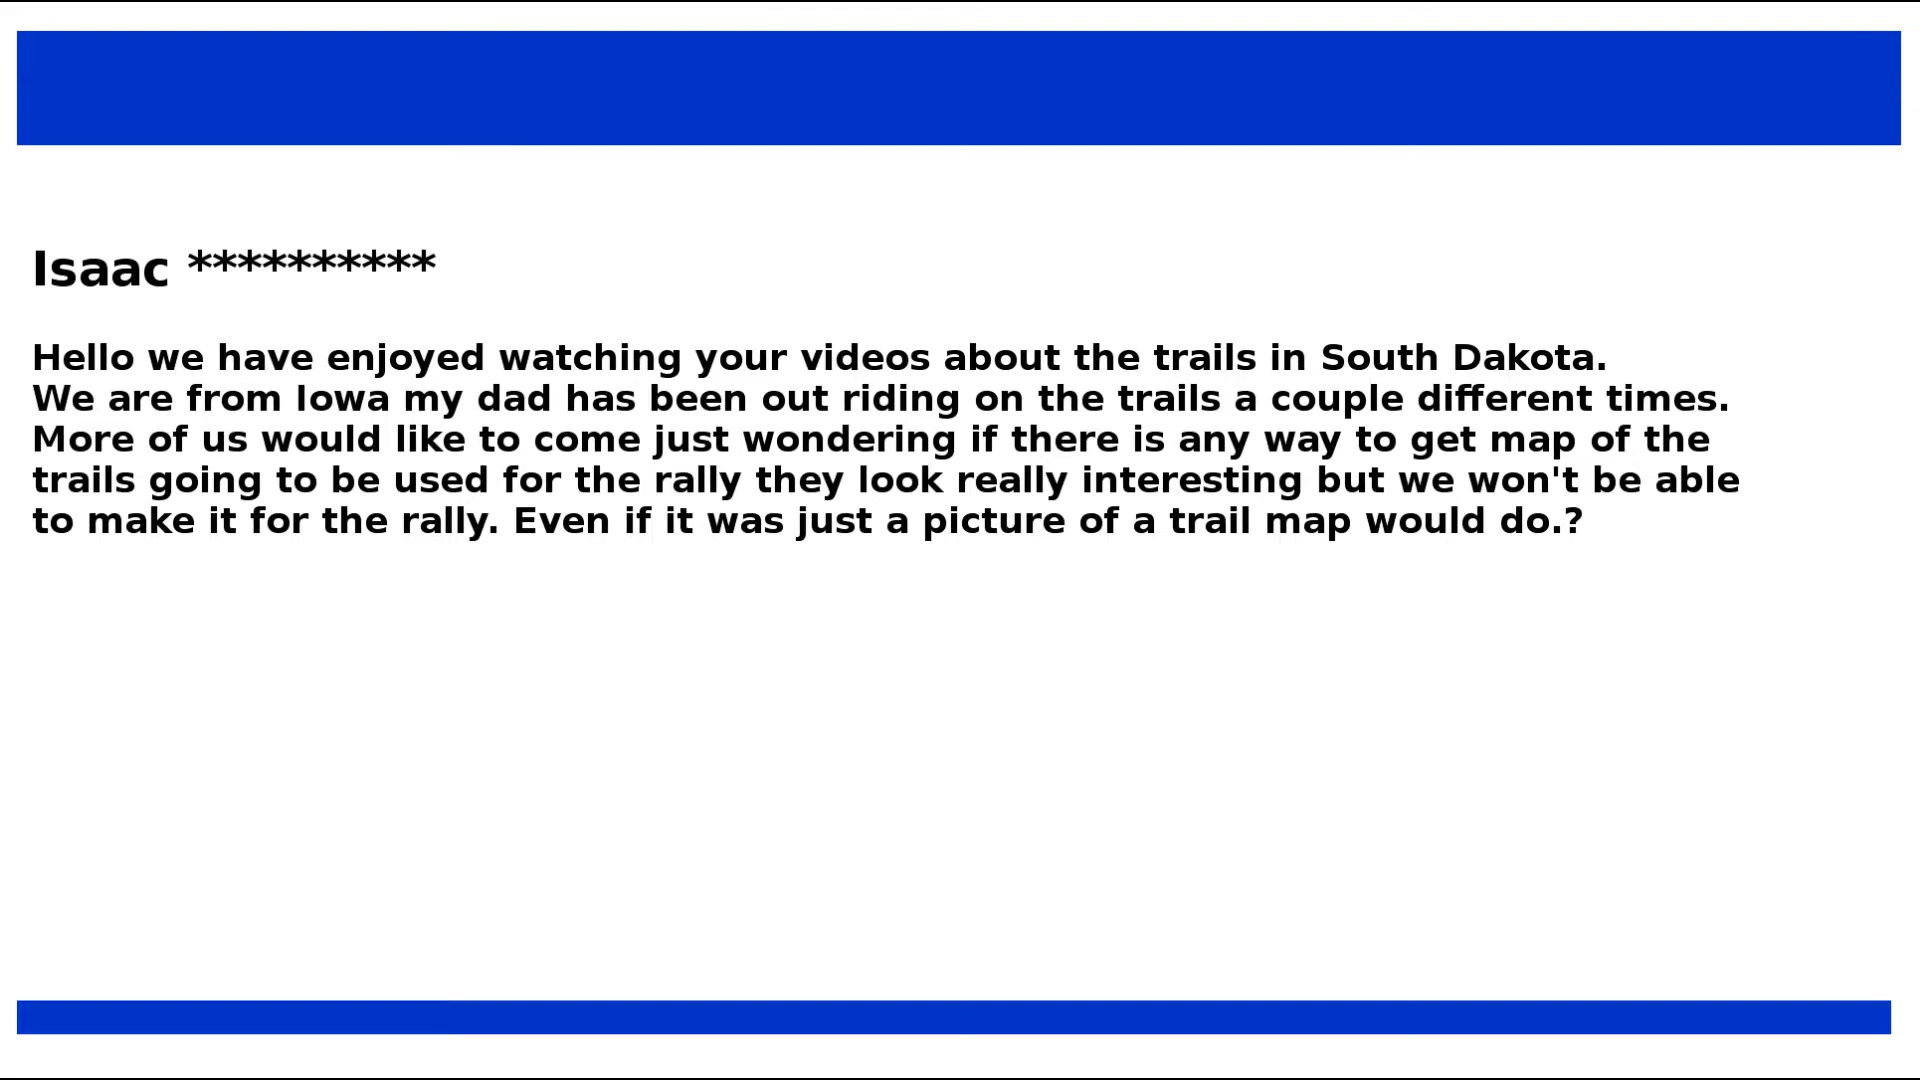 Isaac **********
Hello we have enjoyed watching your videos about the trails in South Dakota.
We are from Iowa my dad has been out riding on the trails a couple different times.
More of us would like to come just wondering if there is any way to get map of the
trails going to be used for the rally they look really interesting but we won't be able
to make it for the rally. Even if it was just a picture of a trail map would do.?